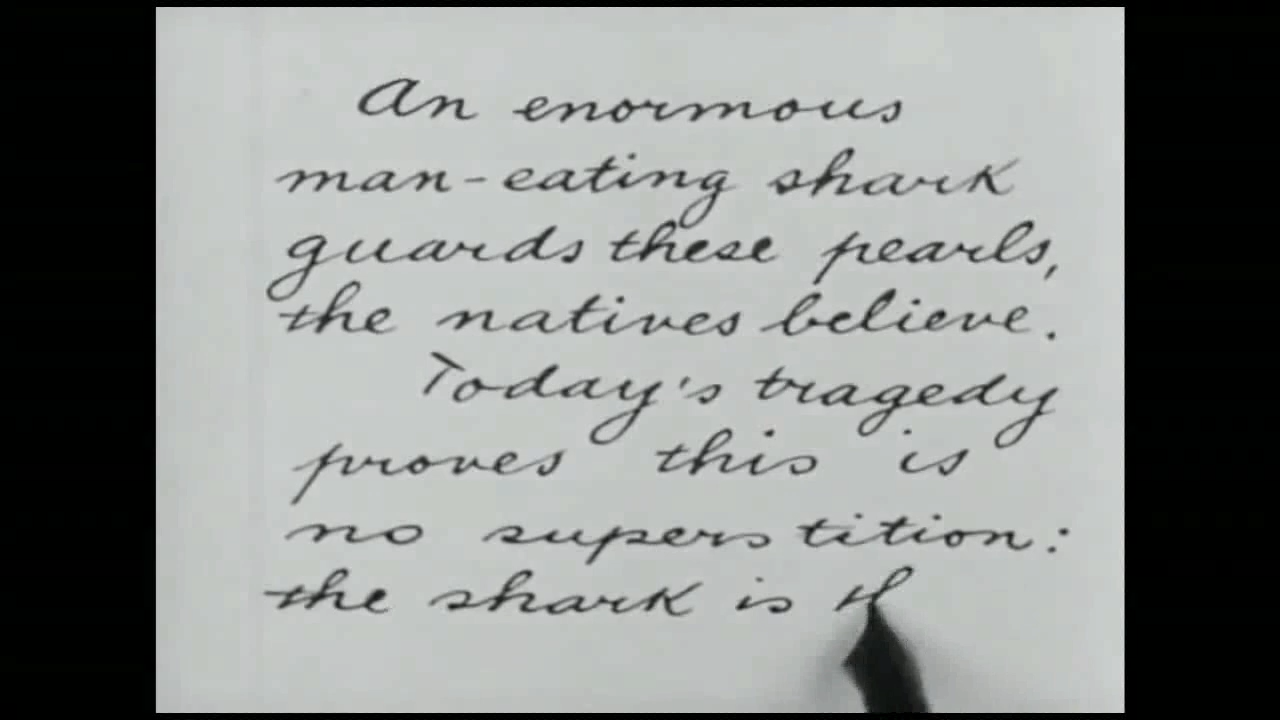 An enormous
man-eating shark
guards these pearls,
the natives believe.
Today's tragedy
proves this is
no superstition:
the shark is th